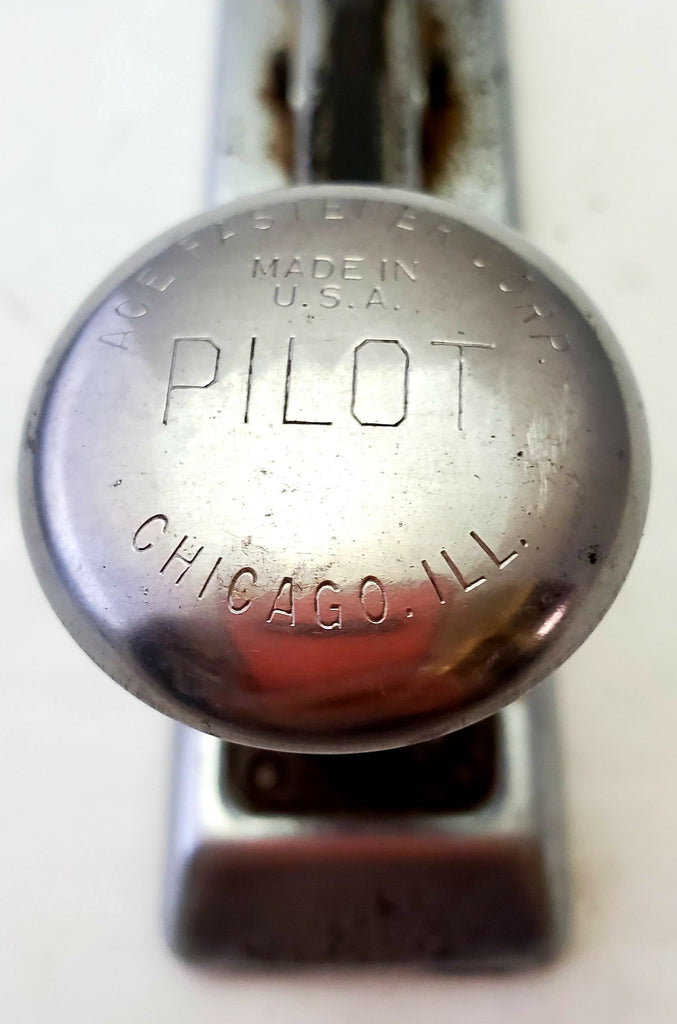 ACE FASTENER CORP.
MADE IN
U.S.A.
PILOT
CHICAGO. ILL.